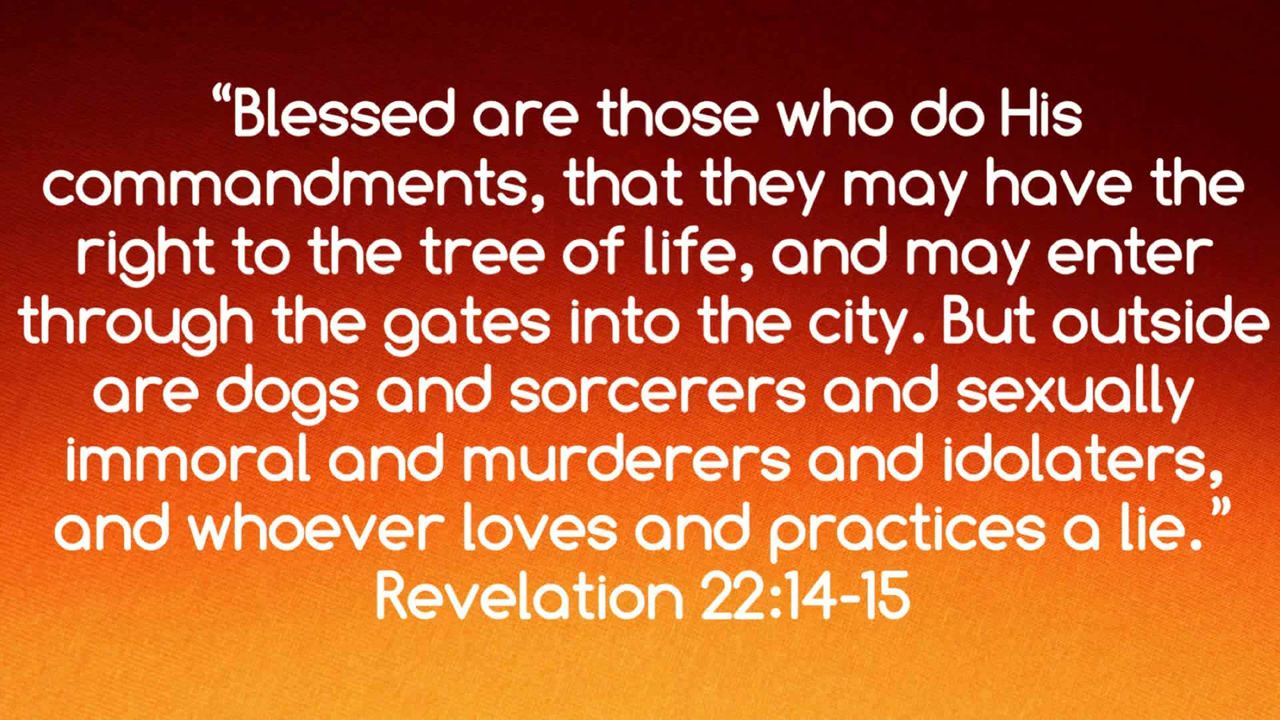 “Blessed are those who do His
commandments, that they may have the
right to the tree of life, and may enter
through the gates into the city. But outside
are dogs and sorcerers and sexually
immoral and murderers and idolaters,
and whoever loves and practices a lie.”
Revelation 22:14-15